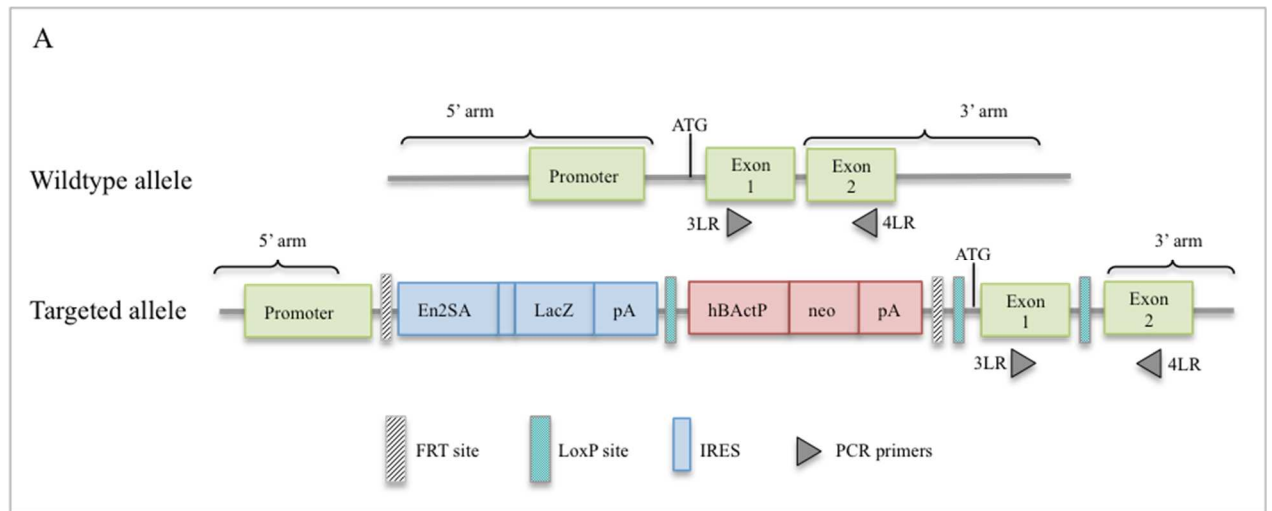 A
5’ arm
3’ arm
ATG
Wildtype allele
Promoter
Exon
1
Exon
2
3LR
4LR
5’ arm
3’ arm
ATG
Targeted allele
Promoter
En2SA
LacZ
pA
hBActP
neo
pA
Exon
1
Exon
2
3LR
4LR
FRT site
LoxP site
IRES
PCR primers